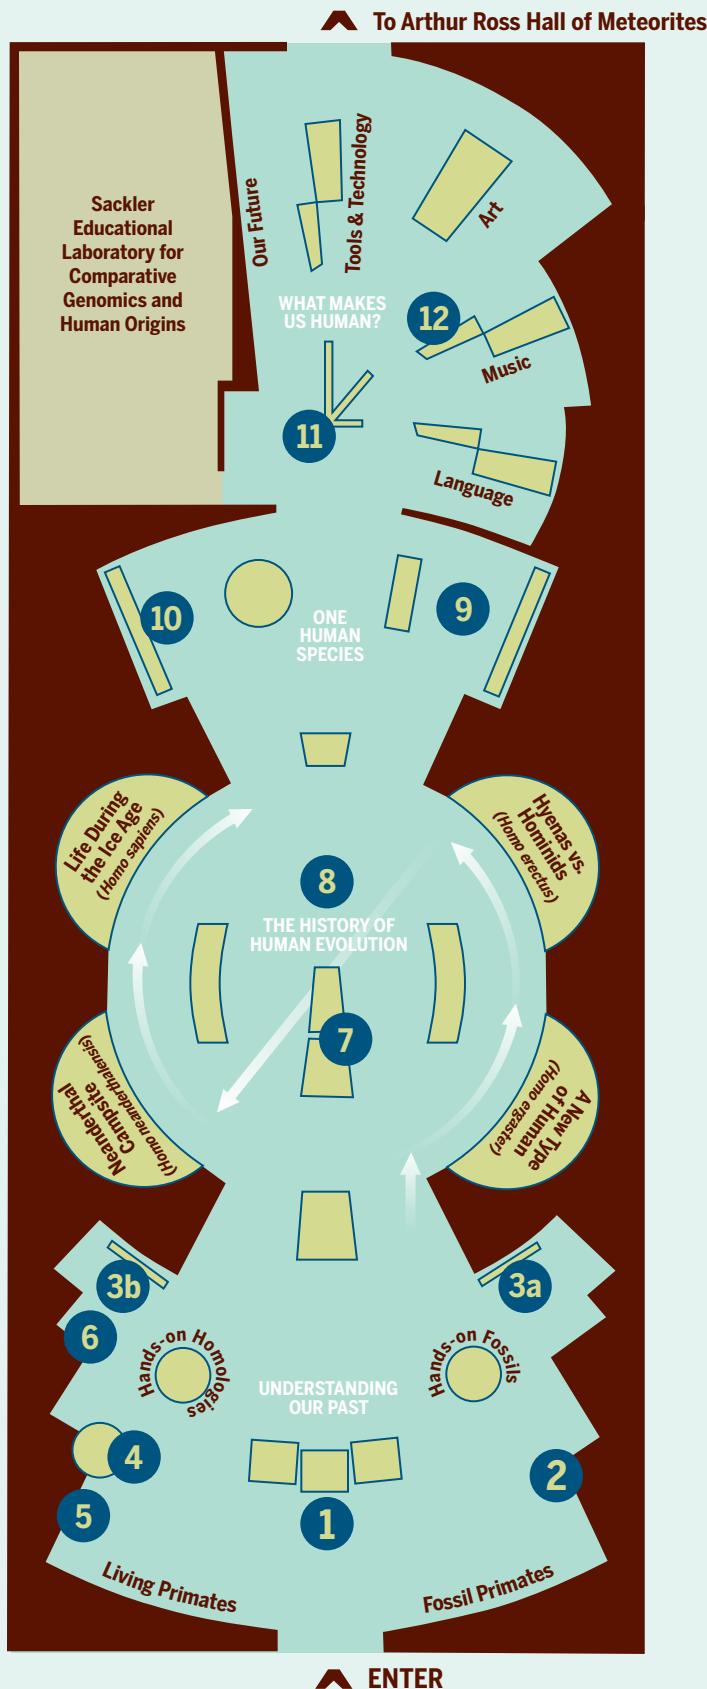 To Arthur Ross Hall of Meteorites
Sackler
Educational
Laboratory for
Comparative
Genomics and
Human Origins
Our Future
Tools & Technology
Art
WHAT MAKES
US HUMAN?
12
Music
11
Language
10
9
ONE
HUMAN
SPECIES
Life During
the Ice Age
(Homo sapiens)
Hyenas vs.
Hominids
(Homo erectus)
8
THE HISTORY OF
HUMAN EVOLUTION
7
Neanderthal
Campsite
(Homo neanderthalensis)
A New Type
of Human
(Homo ergaster)
3b
3a
6
Hands-on Homologies
Hands-on Fossils
UNDERSTANDING
OUR PAST
4
2
5
1
Living Primates
Fossil Primates
ENTER